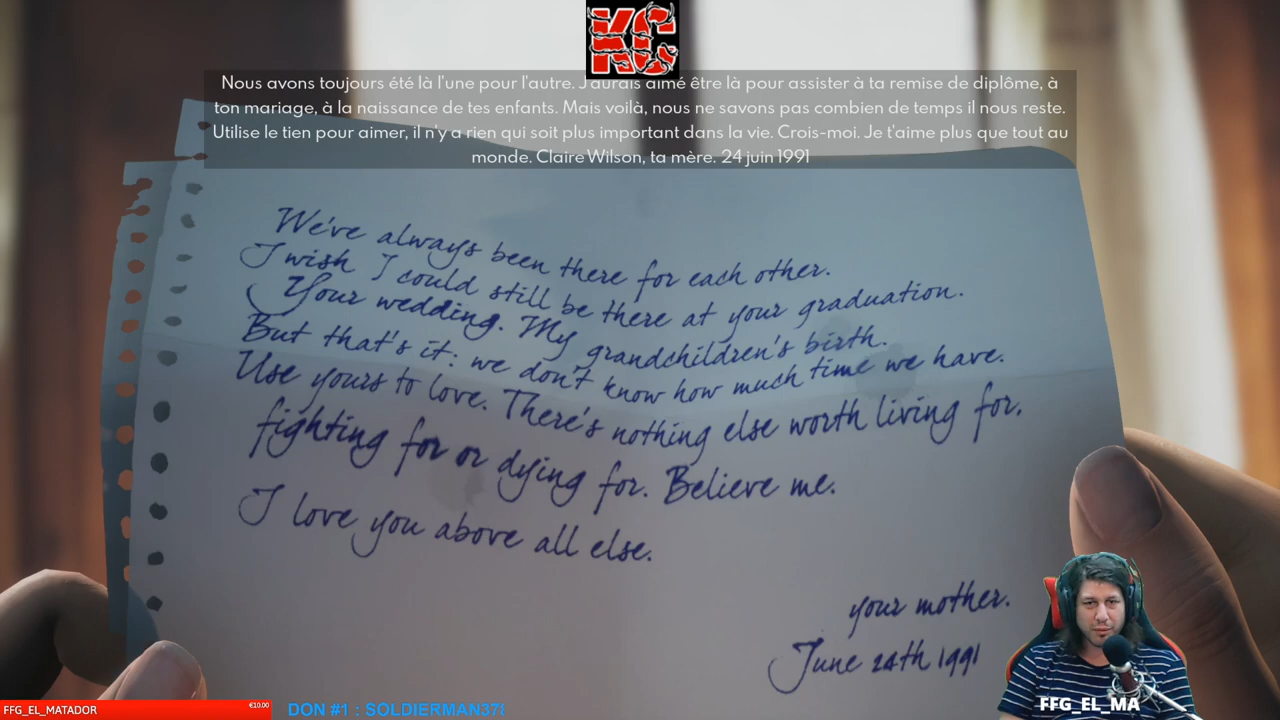 KC
Nous avons toujours été là l'une pour l'autre. J'aurais aimé être là pour assister à ta remise de diplôme, à
ton mariage, à la naissance de tes enfants. Mais voilà, nous ne savons pas combien de temps il nous reste.
Utilise le tien pour aimer, il n'y a rien qui soit plus important dans la vie. Crois-moi. Je t'aime plus que tout au
monde. Claire Wilson, ta mère. 24 juin 1991
We've always been there for each other.
I wish I could still be there at your graduation.
Your wedding. My grandchildren's birth.
But that's it: we don't know how much time we have.
Use yours to love. There's nothing else worth living for,
fighting for or dying for. Believe me.
I love you above all else.
your mother.
June 24th 1991
FFG_EL_MA
FFG_EL_MATADOR
€10.00
DON #1 : SOLDIERMAN378